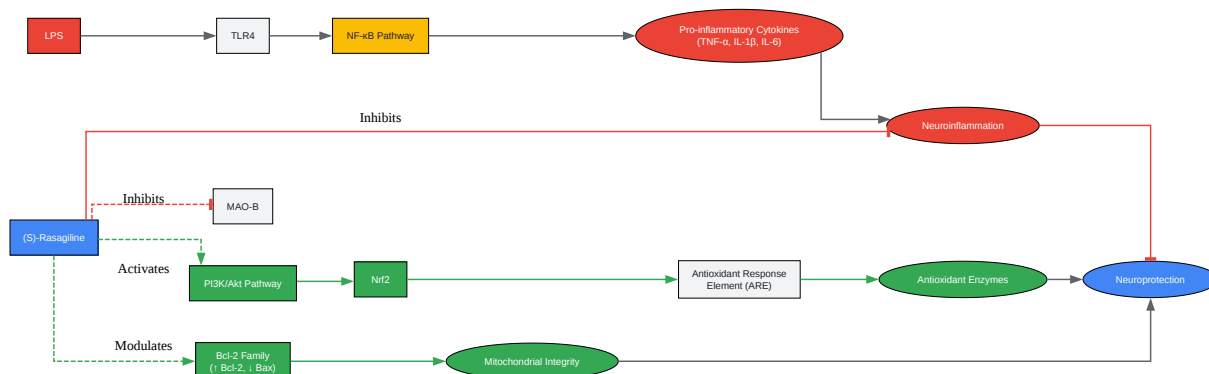 LPS
TLR4
NF-κB Pathway
Pro-inflammatory Cytokines
(TNF-α, IL-1β, IL-6)
Inhibits
Neuroinflammation
Inhibits
MAO-B
(S)-Rasagiline
Activates
PI3K/Akt Pathway
Nrf2
Antioxidant Response
Element (ARE)
Antioxidant Enzymes
Neuroprotection
Modulates
Bcl-2 Family
(↑ Bcl-2, ↓ Bax)
Mitochondrial Integrity